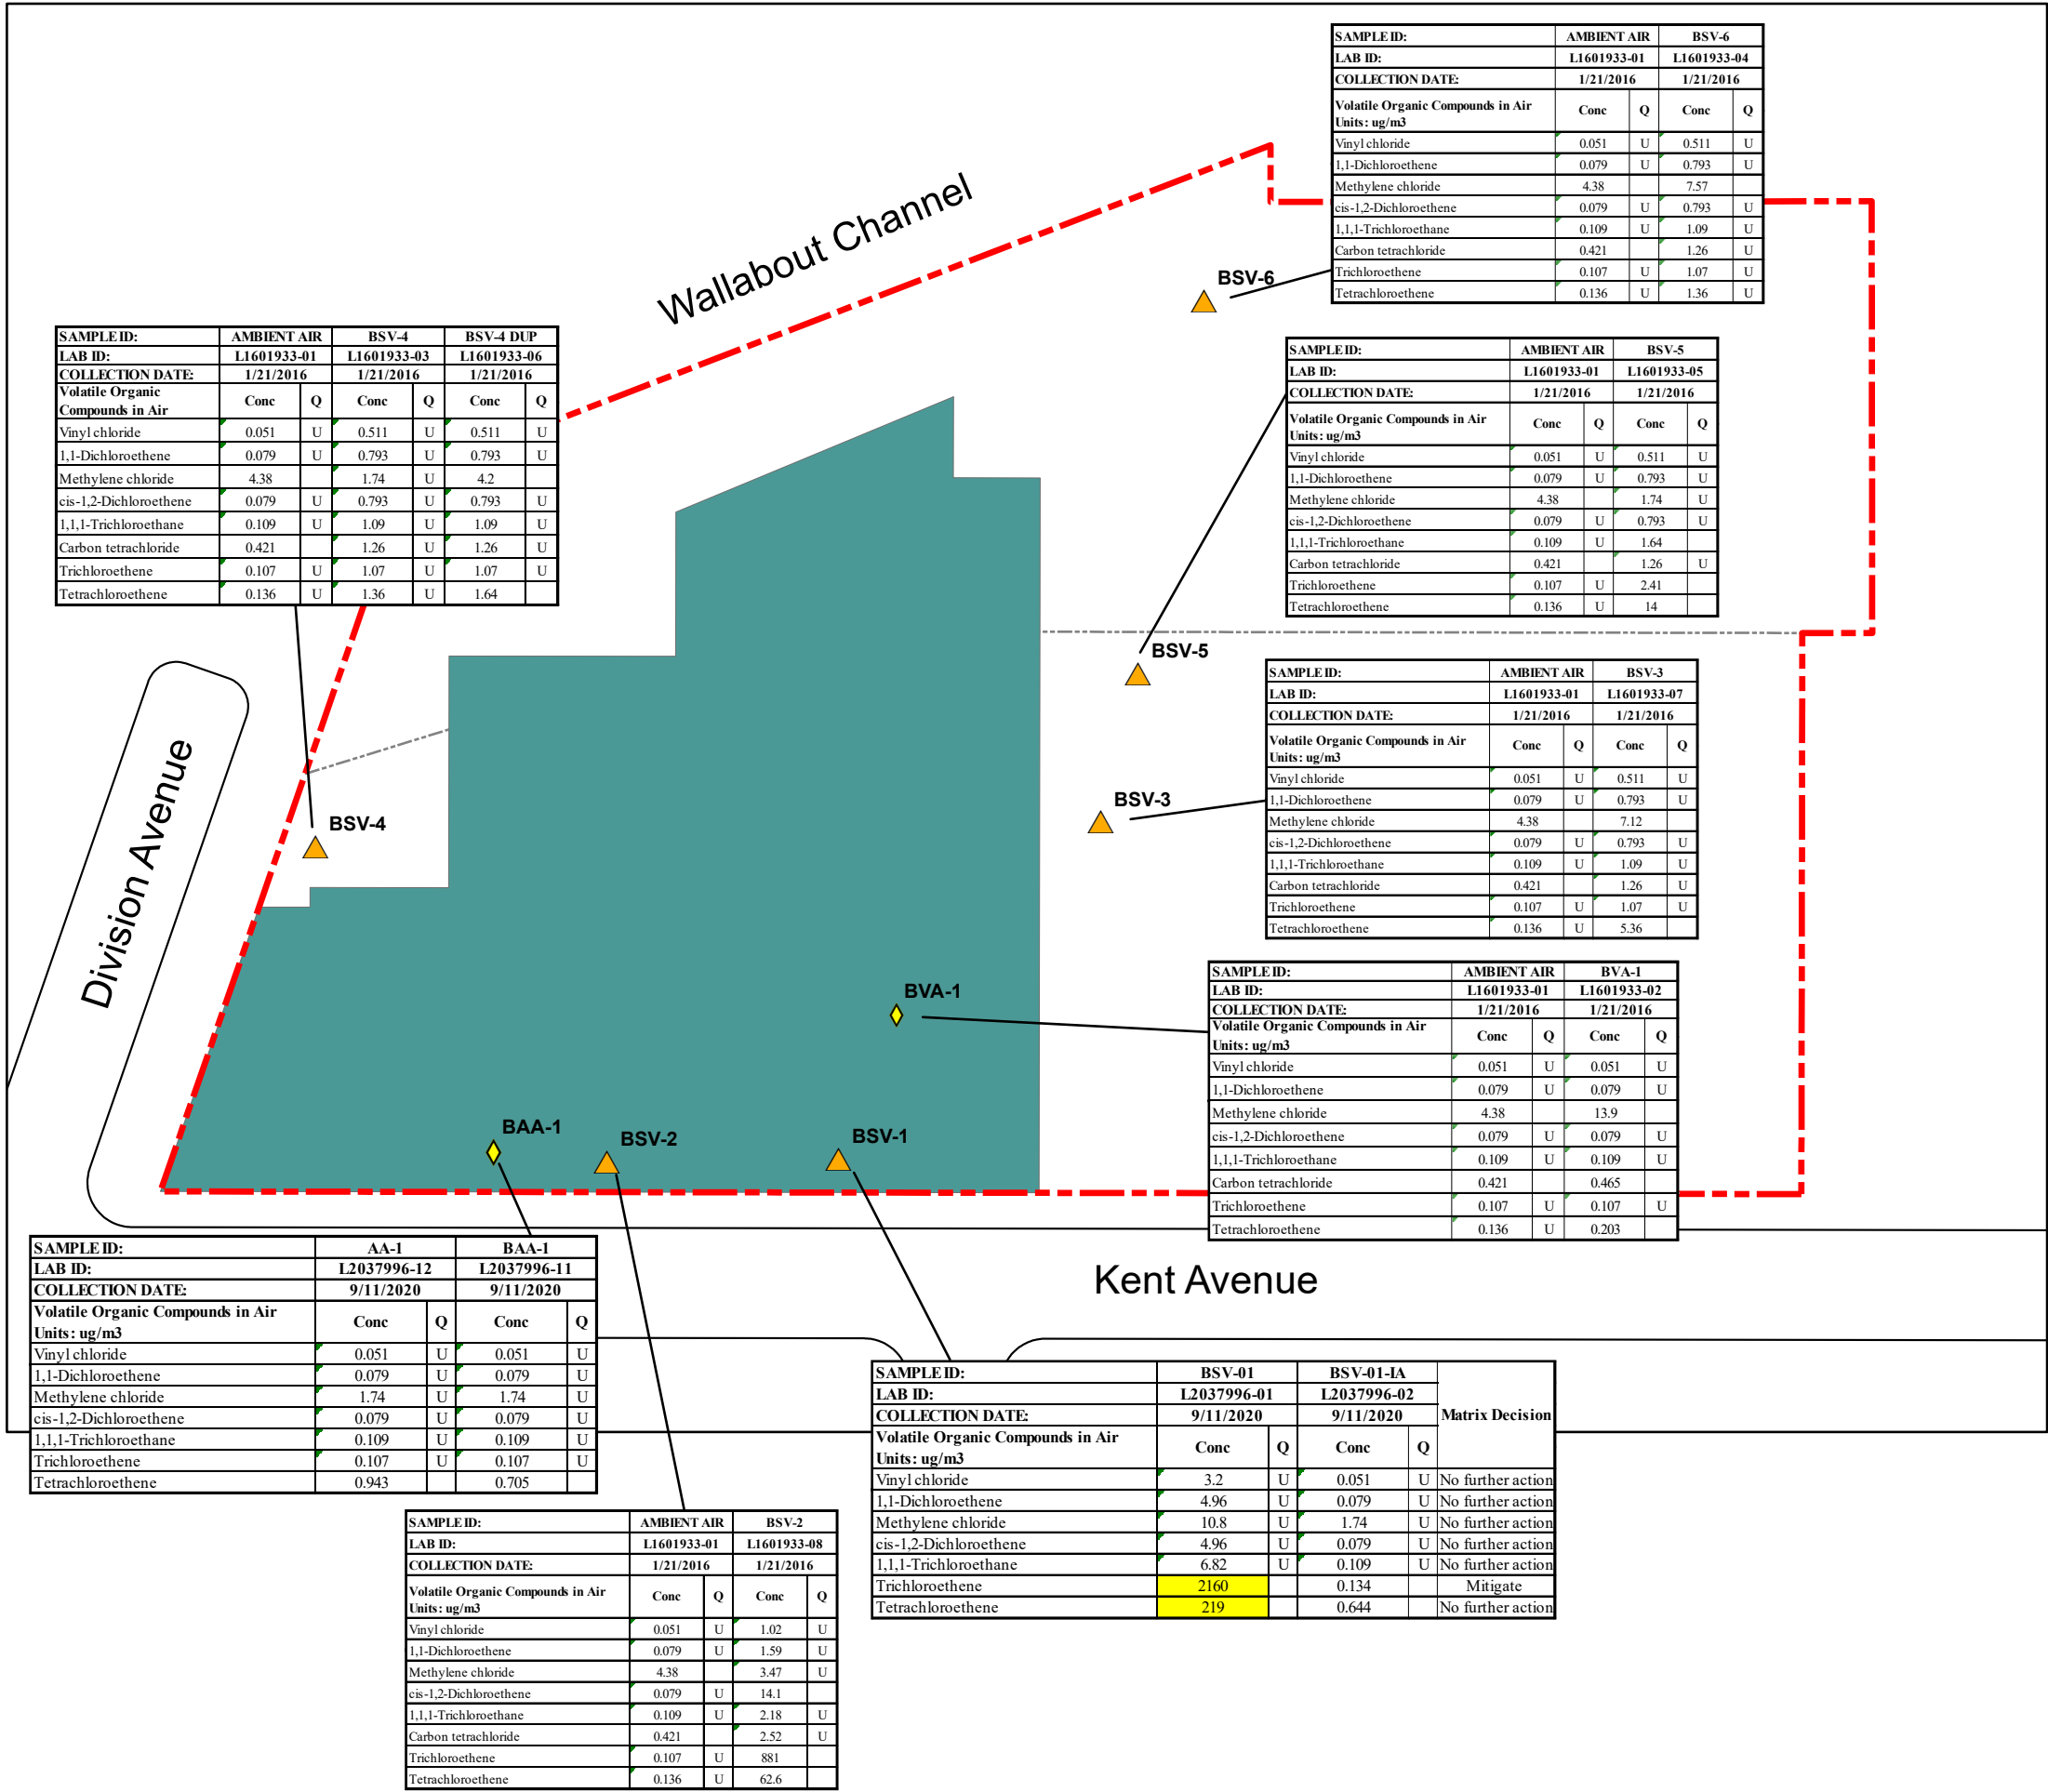 SAMPLE ID: AMBIENT AIR BSV-6
LAB ID: L1601933-01 L1601933-04
COLLECTION DATE: 1/21/2016 1/21/2016
Volatile Organic Compounds in Air
Units: ug/m3 Conc Q Conc Q
Vinyl chloride 0.051 U 0.511 U
1,1-Dichloroethene 0.079 U 0.793 U
Methylene chloride 4.38 7.57
cis-1,2-Dichloroethene 0.079 U 0.793 U
1,1,1-Trichloroethane 0.109 U 1.09 U
Carbon tetrachloride 0.421 1.26 U
Trichloroethene 0.107 U 1.07 U
Tetrachloroethene 0.136 U 1.36 U
Wallabout Channel
BSV-6
SAMPLE ID: AMBIENT AIR BSV-4 BSV-4 DUP
LAB ID: L1601933-01 L1601933-03 L1601933-06
COLLECTION DATE: 1/21/2016 1/21/2016 1/21/2016
Volatile Organic
Compounds in Air Conc Q Conc Q Conc Q
Vinyl chloride 0.051 U 0.511 U 0.511 U
1,1-Dichloroethene 0.079 U 0.793 U 0.793 U
Methylene chloride 4.38 1.74 U 4.2
cis-1,2-Dichloroethene 0.079 U 0.793 U 0.793 U
1,1,1-Trichloroethane 0.109 U 1.09 U 1.09 U
Carbon tetrachloride 0.421 1.26 U 1.26 U
Trichloroethene 0.107 U 1.07 U 1.07 U
Tetrachloroethene 0.136 U 1.36 U 1.64
SAMPLE ID: AMBIENT AIR BSV-5
LAB ID: L1601933-01 L1601933-05
COLLECTION DATE: 1/21/2016 1/21/2016
Volatile Organic Compounds in Air
Units: ug/m3 Conc Q Conc Q
Vinyl chloride 0.051 U 0.511 U
1,1-Dichloroethene 0.079 U 0.793 U
Methylene chloride 4.38 1.74 U
cis-1,2-Dichloroethene 0.079 U 0.793 U
1,1,1-Trichloroethane 0.109 U 1.64
Carbon tetrachloride 0.421 1.26 U
Trichloroethene 0.107 U 2.41
Tetrachloroethene 0.136 U 14
BSV-5
SAMPLE ID: AMBIENT AIR BSV-3
LAB ID: L1601933-01 L1601933-07
COLLECTION DATE: 1/21/2016 1/21/2016
Volatile Organic Compounds in Air
Units: ug/m3 Conc Q Conc Q
Vinyl chloride 0.051 U 0.511 U
1,1-Dichloroethene 0.079 U 0.793 U
Methylene chloride 4.38 7.12
cis-1,2-Dichloroethene 0.079 U 0.793 U
1,1,1-Trichloroethane 0.109 U 1.09 U
Carbon tetrachloride 0.421 1.26 U
Trichloroethene 0.107 U 1.07 U
Tetrachloroethene 0.136 U 5.36
BSV-3
BSV-4
Division Avenue
SAMPLE ID: AMBIENT AIR BVA-1
LAB ID: L1601933-01 L1601933-02
COLLECTION DATE: 1/21/2016 1/21/2016
Volatile Organic Compounds in Air
Units: ug/m3 Conc Q Conc Q
Vinyl chloride 0.051 U 0.051 U
1,1-Dichloroethene 0.079 U 0.079 U
Methylene chloride 4.38 13.9
cis-1,2-Dichloroethene 0.079 U 0.079 U
1,1,1-Trichloroethane 0.109 U 0.109 U
Carbon tetrachloride 0.421 0.465
Trichloroethene 0.107 U 0.107 U
Tetrachloroethene 0.136 U 0.203
BVA-1
BAA-1
BSV-2
BSV-1
SAMPLE ID: AA-1 BAA-1
LAB ID: L2037996-12 L2037996-11
COLLECTION DATE: 9/11/2020 9/11/2020
Volatile Organic Compounds in Air
Units: ug/m3 Conc Q Conc Q
Vinyl chloride 0.051 U 0.051 U
1,1-Dichloroethene 0.079 U 0.079 U
Methylene chloride 1.74 U 1.74 U
cis-1,2-Dichloroethene 0.079 U 0.079 U
1,1,1-Trichloroethane 0.109 U 0.109 U
Trichloroethene 0.107 U 0.107 U
Tetrachloroethene 0.943 0.705
Kent Avenue
SAMPLE ID: BSV-01 BSV-01-IA
LAB ID: L2037996-01 L2037996-02
COLLECTION DATE: 9/11/2020 9/11/2020 Matrix Decision
Volatile Organic Compounds in Air
Units: ug/m3 Conc Q Conc Q
Vinyl chloride 3.2 U 0.051 U No further action
1,1-Dichloroethene 4.96 U 0.079 U No further action
Methylene chloride 10.8 U 1.74 U No further action
cis-1,2-Dichloroethene 4.96 U 0.079 U No further action
1,1,1-Trichloroethane 6.82 U 0.109 U No further action
Trichloroethene 2160 0.134 Mitigate
Tetrachloroethene 219 0.644 No further action
SAMPLE ID: AMBIENT AIR BSV-2
LAB ID: L1601933-01 L1601933-08
COLLECTION DATE: 1/21/2016 1/21/2016
Volatile Organic Compounds in Air
Units: ug/m3 Conc Q Conc Q
Vinyl chloride 0.051 U 1.02 U
1,1-Dichloroethene 0.079 U 1.59 U
Methylene chloride 4.38 3.47 U
cis-1,2-Dichloroethene 0.079 U 14.1
1,1,1-Trichloroethane 0.109 U 2.18 U
Carbon tetrachloride 0.421 2.52 U
Trichloroethene 0.107 U 881
Tetrachloroethene 0.136 U 62.6